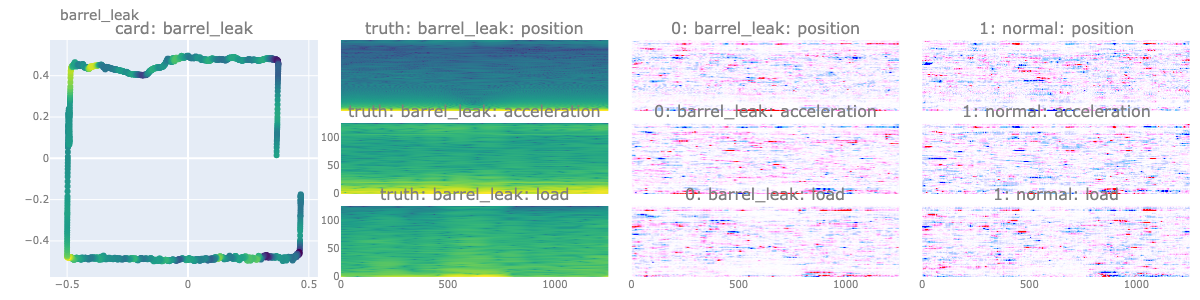 barrel_leak
card: barrel_leak
truth: barrel_leak: position
0: barrel_leak: position
1: normal: position
truth: barrel_leak: acceleration
0: barrel_leak: acceleration
1: normal: acceleration
truth: barrel_leak: load
0: barrel_leak: load
1: normal: load
0.4
0.2
0
−0.2
−0.4
−0.5
0
0.5
100
50
0
100
50
0
0
500
1000
0
500
1000
0
500
1000